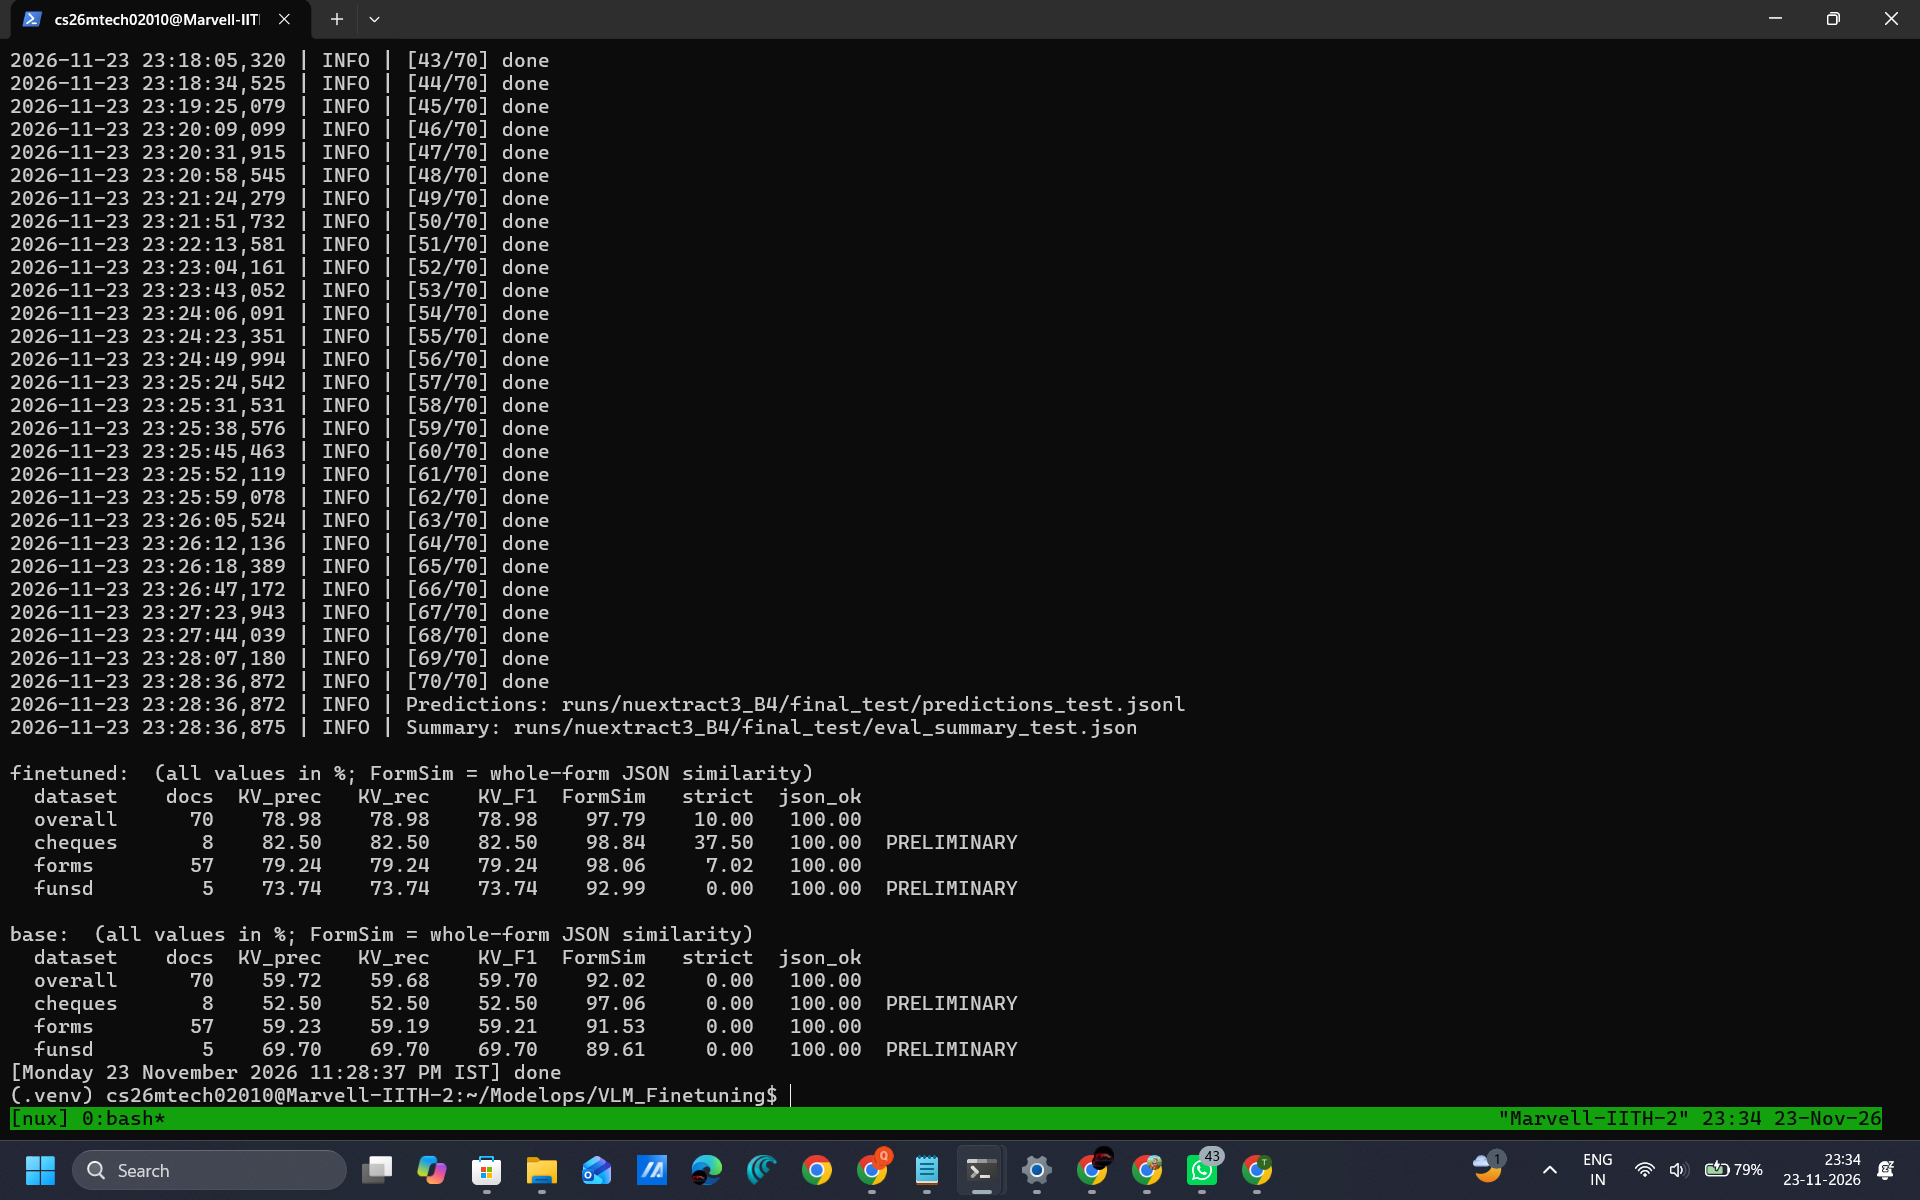 cs26mtech02010@Marvell-IIT
2026-11-23 23:18:05,320 | INFO | [43/70] done
2026-11-23 23:18:34,525 | INFO | [44/70] done
2026-11-23 23:19:25,079 | INFO | [45/70] done
2026-11-23 23:20:09,099 | INFO | [46/70] done
2026-11-23 23:20:31,915 | INFO | [47/70] done
2026-11-23 23:20:58,545 | INFO | [48/70] done
2026-11-23 23:21:24,279 | INFO | [49/70] done
2026-11-23 23:21:51,732 | INFO | [50/70] done
2026-11-23 23:22:13,581 | INFO | [51/70] done
2026-11-23 23:23:04,161 | INFO | [52/70] done
2026-11-23 23:23:43,052 | INFO | [53/70] done
2026-11-23 23:24:06,091 | INFO | [54/70] done
2026-11-23 23:24:23,351 | INFO | [55/70] done
2026-11-23 23:24:49,994 | INFO | [56/70] done
2026-11-23 23:25:24,542 | INFO | [57/70] done
2026-11-23 23:25:31,531 | INFO | [58/70] done
2026-11-23 23:25:38,576 | INFO | [59/70] done
2026-11-23 23:25:45,463 | INFO | [60/70] done
2026-11-23 23:25:52,119 | INFO | [61/70] done
2026-11-23 23:25:59,078 | INFO | [62/70] done
2026-11-23 23:26:05,524 | INFO | [63/70] done
2026-11-23 23:26:12,136 | INFO | [64/70] done
2026-11-23 23:26:18,389 | INFO | [65/70] done
2026-11-23 23:26:47,172 | INFO | [66/70] done
2026-11-23 23:27:23,943 | INFO | [67/70] done
2026-11-23 23:27:44,039 | INFO | [68/70] done
2026-11-23 23:28:07,180 | INFO | [69/70] done
2026-11-23 23:28:36,872 | INFO | [70/70] done
2026-11-23 23:28:36,872 | INFO | Predictions: runs/nuextract3_B4/final_test/predictions_test.jsonl
2026-11-23 23:28:36,875 | INFO | Summary: runs/nuextract3_B4/final_test/eval_summary_test.json
finetuned: (all values in %; FormSim = whole-form JSON similarity)
dataset docs KV_prec KV_rec KV_F1 FormSim strict json_ok
overall 70 78.98 78.98 78.98 97.79 10.00 100.00
cheques 8 82.50 82.50 82.50 98.84 37.50 100.00 PRELIMINARY
forms 57 79.24 79.24 79.24 98.06 7.02 100.00
funsd 5 73.74 73.74 73.74 92.99 0.00 100.00 PRELIMINARY
base: (all values in %; FormSim = whole-form JSON similarity)
dataset docs KV_prec KV_rec KV_F1 FormSim strict json_ok
overall 70 59.72 59.68 59.70 92.02 0.00 100.00
cheques 8 52.50 52.50 52.50 97.06 0.00 100.00 PRELIMINARY
forms 57 59.23 59.19 59.21 91.53 0.00 100.00
funsd 5 69.70 69.70 69.70 89.61 0.00 100.00 PRELIMINARY
[Monday 23 November 2026 11:28:37 PM IST] done
(.venv) cs26mtech02010@Marvell-IITH-2:~/Modelops/VLM_Finetuning$
[nux] 0:bash* "Marvell-IITH-2" 23:34 23-Nov-26
Search
Q
43
T
1
ENG
IN
79%
23:34
23-11-2026